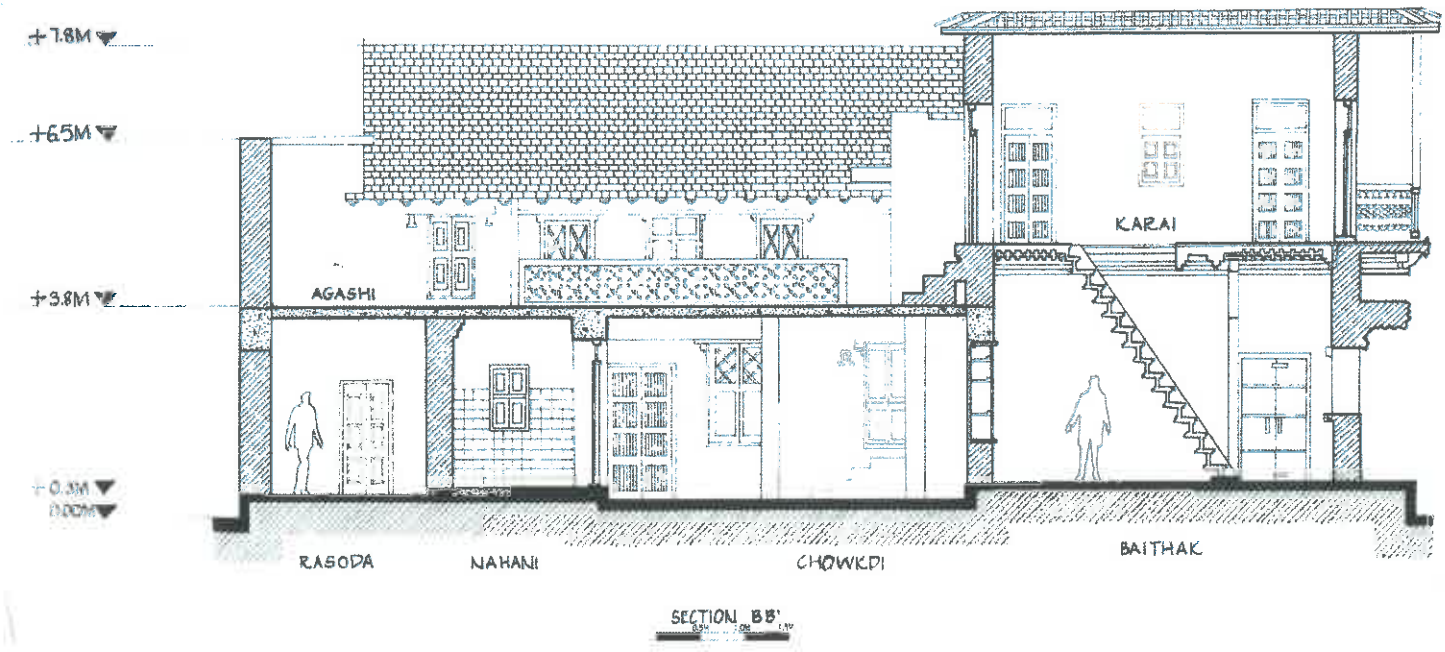 +7.8M
+6.5M
KARAI
AGASHI
+3.8M
+0.3M
0.00M
RASODA
NAHANI
CHOWKDI
BAITHAK
SECTION BB'